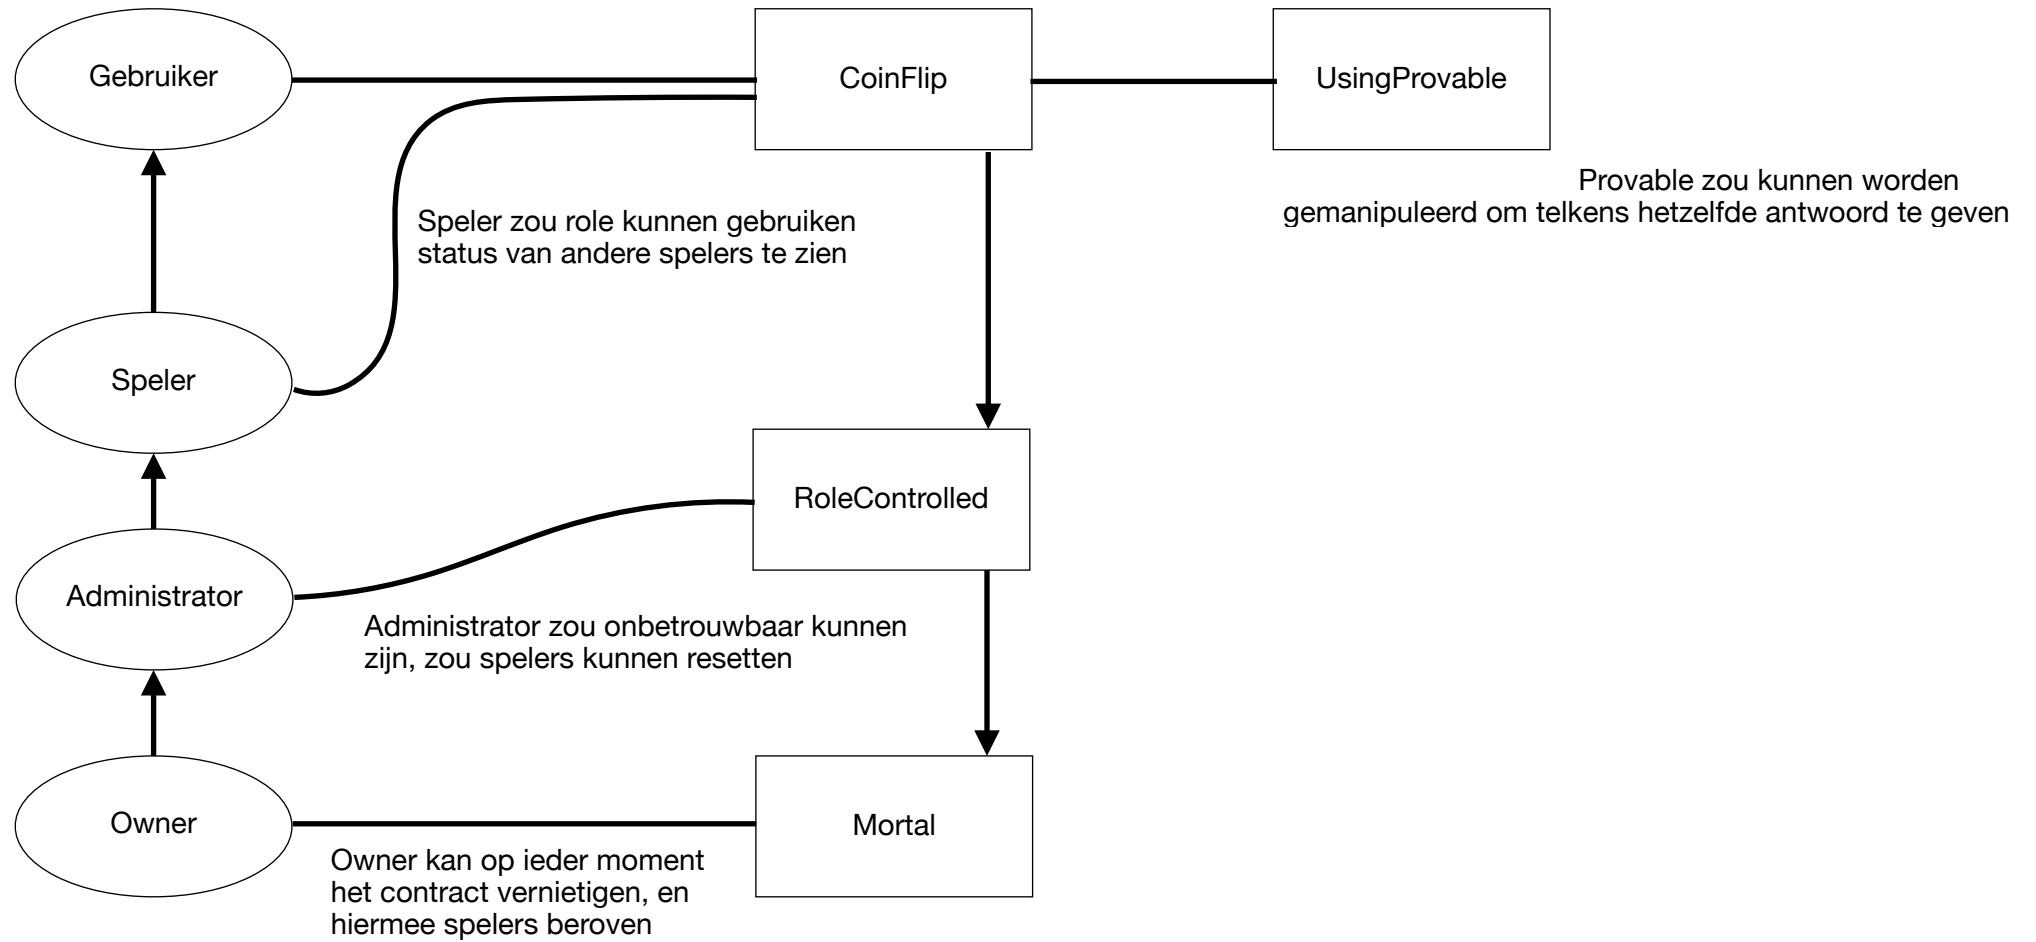 Gebruiker
CoinFlip
UsingProvable
Provable zou kunnen worden
gemanipuleerd om telkens hetzelfde antwoord te geven
Speler zou role kunnen gebruiken
status van andere spelers te zien
Speler
RoleControlled
Administrator
Administrator zou onbetrouwbaar kunnen
zijn, zou spelers kunnen resetten
Owner
Mortal
Owner kan op ieder moment
het contract vernietigen, en
hiermee spelers beroven